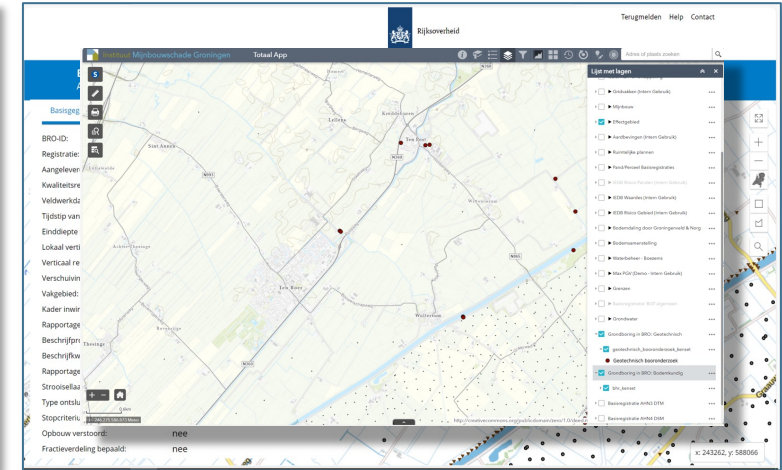 Terugmelden Help Contact
Rijksoverheid
Instituut Mijnbouwschade Groningen Totaal App
Adres of plaats zoeken
Lijst met lagen
Gridvakken (Intern Gebruik)
Mijnbouw
Effectgebied
Aardbevingen (Intern Gebruik)
Ruimtelijke plannen
Pand/Perceel Basisregistraties
IEDB Waardes (Intern Gebruik)
IEDB Risico Gebied (Intern Gebruik)
Bodemdaling door Groningenveld & Norg
Bodemsamenstelling
Waterbeheer - Boezems
Max PGV (Demo - Intern Gebruik)
Grenzen
Grondwater
Grondboring in BRO: Geotechnisch
geotechnisch_booronderzoek_kenset
Geotechnisch booronderzoek
Grondboring in BRO: Bodemkundig
bhr_kenset
Basisregistratie AHN3 DTM
Basisregistratie AHN4 DSM
Basisgeg
BRO-ID:
Registratie:
Aangelever
Kwaliteitsre
Veldwerkda
Tijdstip van
Einddiepte
Lokaal verti
Verticaal re
Verschuivin
Vakgebied:
Kader inwir
Rapportage
Beschrijfpro
Beschrijfkw
Rapportage
Strooisellaa
Type ontslu
Stopcriteriu
Opbouw verstoord: nee
Fractieverdeling bepaald: nee
Lellens
Ten Post
Sint Annen
Ten Boer
Woltersum
Thesinge
N360
x: 243262, y: 588066